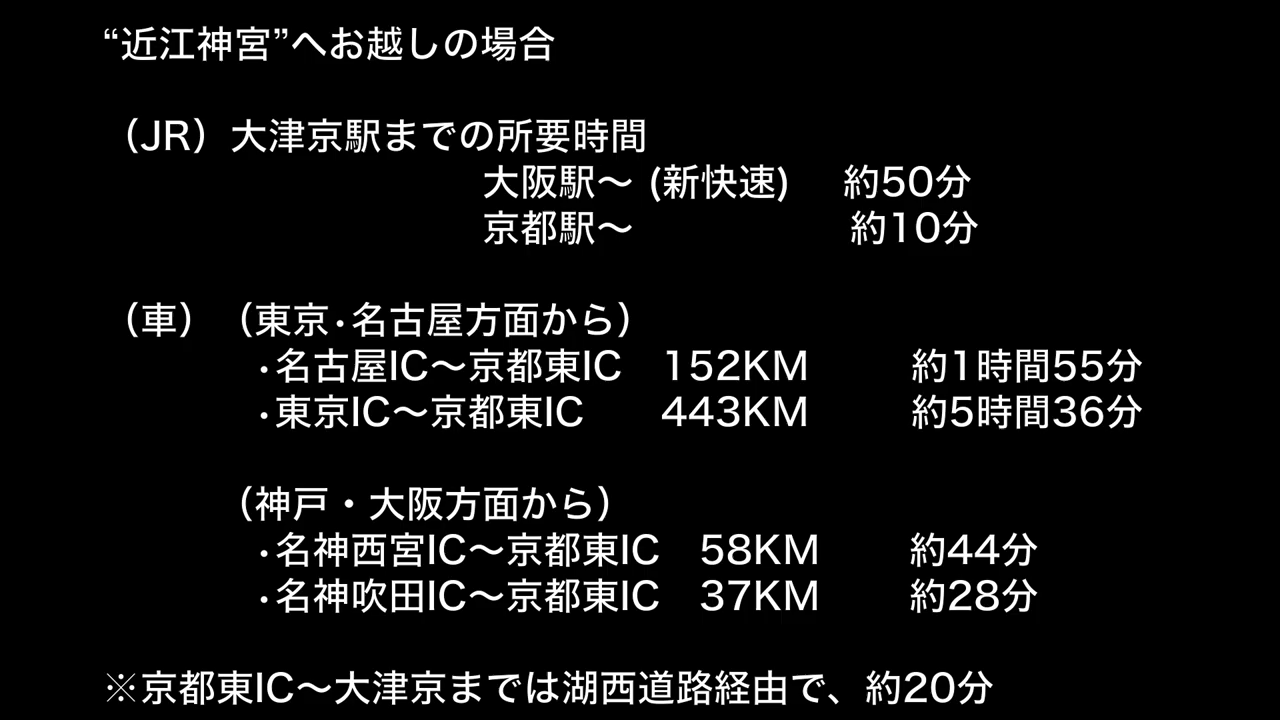 “近江神宮”へお越しの場合
（JR）大津京駅までの所要時間
大阪駅〜 (新快速) 約50分
京都駅〜 約10分
（車）（東京・名古屋方面から）
・名古屋IC〜京都東IC 152KM 約1時間55分
・東京IC〜京都東IC 443KM 約5時間36分
（神戸・大阪方面から）
・名神西宮IC〜京都東IC 58KM 約44分
・名神吹田IC〜京都東IC 37KM 約28分
※京都東IC〜大津京までは湖西道路経由で、約20分